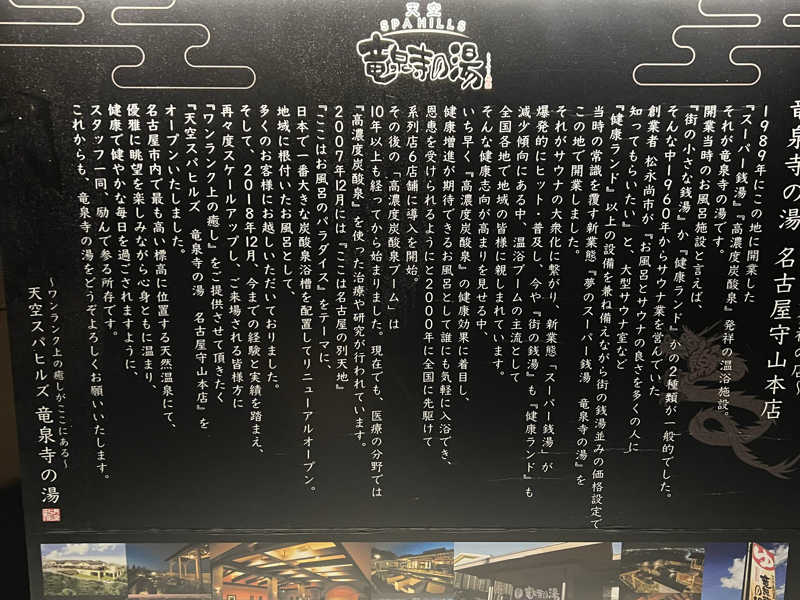 天空
SPA HILLS
竜泉寺の湯
竜泉寺の湯 名古屋守山本店
1989年にこの地に開業した
『スーパー銭湯』『高濃度炭酸泉』発祥の温浴施設。
それが竜泉寺の湯です。
開業当時のお風呂施設と言えば、
『街の小さな銭湯』か『健康ランド』かの2種類が一般的でした。
そんな中1960年からサウナ業を営んでいた
創業者 松永尚市が『お風呂とサウナの良さを多くの人に
知ってもらいたい』と、大型サウナ室など
『健康ランド』以上の設備を兼ね備えながら街の銭湯並みの価格設定で
当時の常識を覆す新業態『夢のスーパー銭湯 竜泉寺の湯』を
この地で開業しました。
それがサウナの大衆化に繋がり、新業態「スーパー銭湯」が
爆発的にヒット・普及し、今や『街の銭湯』も『健康ランド』も
減少傾向にある中、温浴ブームの主流として
全国各地で地域の皆様に親しまれています。
そんな健康志向が高まりを見せる中、
いち早く『高濃度炭酸泉』の健康効果に着目し、
健康増進が期待できるお風呂として誰にも気軽に入浴でき、
恩恵を受けられるようにと2000年に全国に先駆けて
系列店6店舗に導入を開始。
その後の「高濃度炭酸泉ブーム」は
10年以上も経ってから始まりました。現在でも、医療の分野では
『高濃度炭酸泉』を使った治療や研究が行われています。
2007年12月には『ここは名古屋の別天地』
『ここはお風呂のパラダイス』をテーマに、
日本で一番大きな炭酸泉浴槽を配置してリニューアルオープン。
地域に根付いたお風呂として、
多くのお客様にお越しいただいておりました。
そして、2018年12月、今までの経験と実績を踏まえ、
再々度スケールアップし、ご来場される皆様方に
『ワンランク上の癒し』をご提供させて頂きたく
『天空スパヒルズ 竜泉寺の湯 名古屋守山本店』を
オープンいたしました。
名古屋市内で最も高い標高に位置する天然温泉にて、
優雅に眺望を楽しみながら心身ともに温まり、
健康で健やかな毎日を過ごされますように、
スタッフ一同、励んで参る所存です。
これからも、竜泉寺の湯をどうぞよろしくお願いいたします。
～ワンランク上の癒しがここにある～
天空スパヒルズ 竜泉寺の湯
竜泉寺の湯